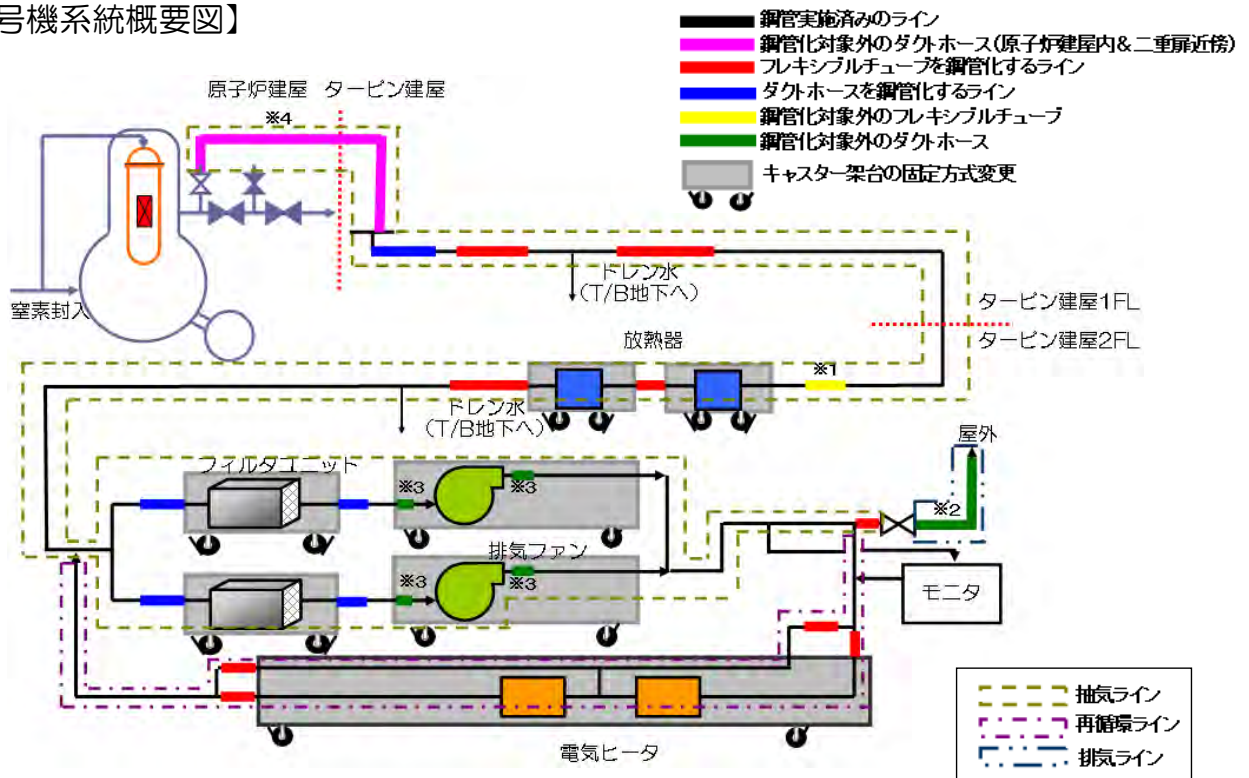 号機系統概要図】
鋼管実施済みのライン
鋼管化対象外のダクトホース(原子炉建屋内&二重扉近傍)
フレキシブルチューブを鋼管化するライン
ダクトホースを鋼管化するライン
鋼管化対象外のフレキシブルチューブ
鋼管化対象外のダクトホース
キャスター架台の固定方式変更
原子炉建屋 タービン建屋
※4
窒素封入
ドレン水
(T/B地下へ)
タービン建屋1FL
タービン建屋2FL
放熱器
※1
ドレン水
(T/B地下へ)
屋外
フィルタユニット
※3
※3
※2
排気ファン
※3
※3
モニタ
電気ヒータ
抽気ライン
再循環ライン
排気ライン